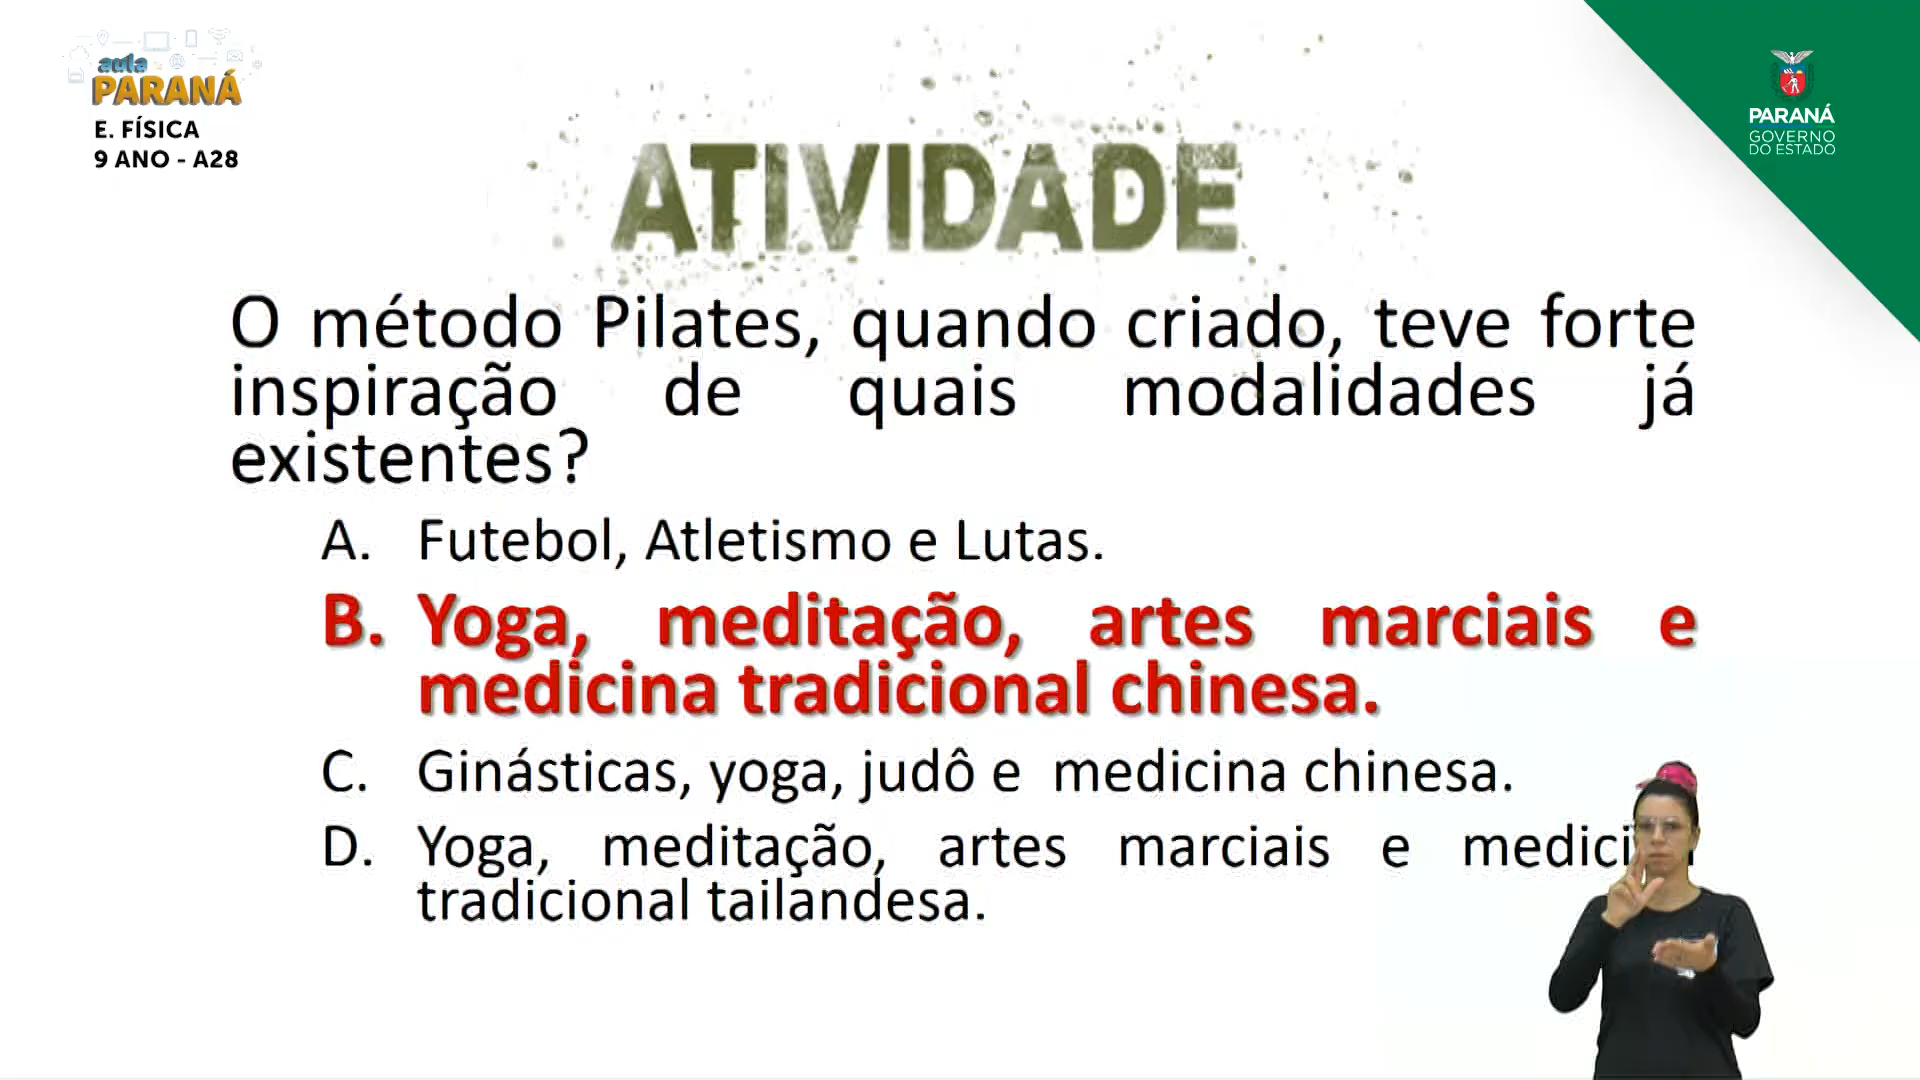 aula
PARANÁ
E. FÍSICA
9 ANO - A28
PARANÁ
GOVERNO
DO ESTADO
ATIVIDADE
O método Pilates, quando criado, teve forte
inspiração de quais modalidades já
existentes?
A. Futebol, Atletismo e Lutas.
B. Yoga, meditação, artes marciais e
medicina tradicional chinesa.
C. Ginásticas, yoga, judô e medicina chinesa.
D. Yoga, meditação, artes marciais e
tradicional tailandesa.